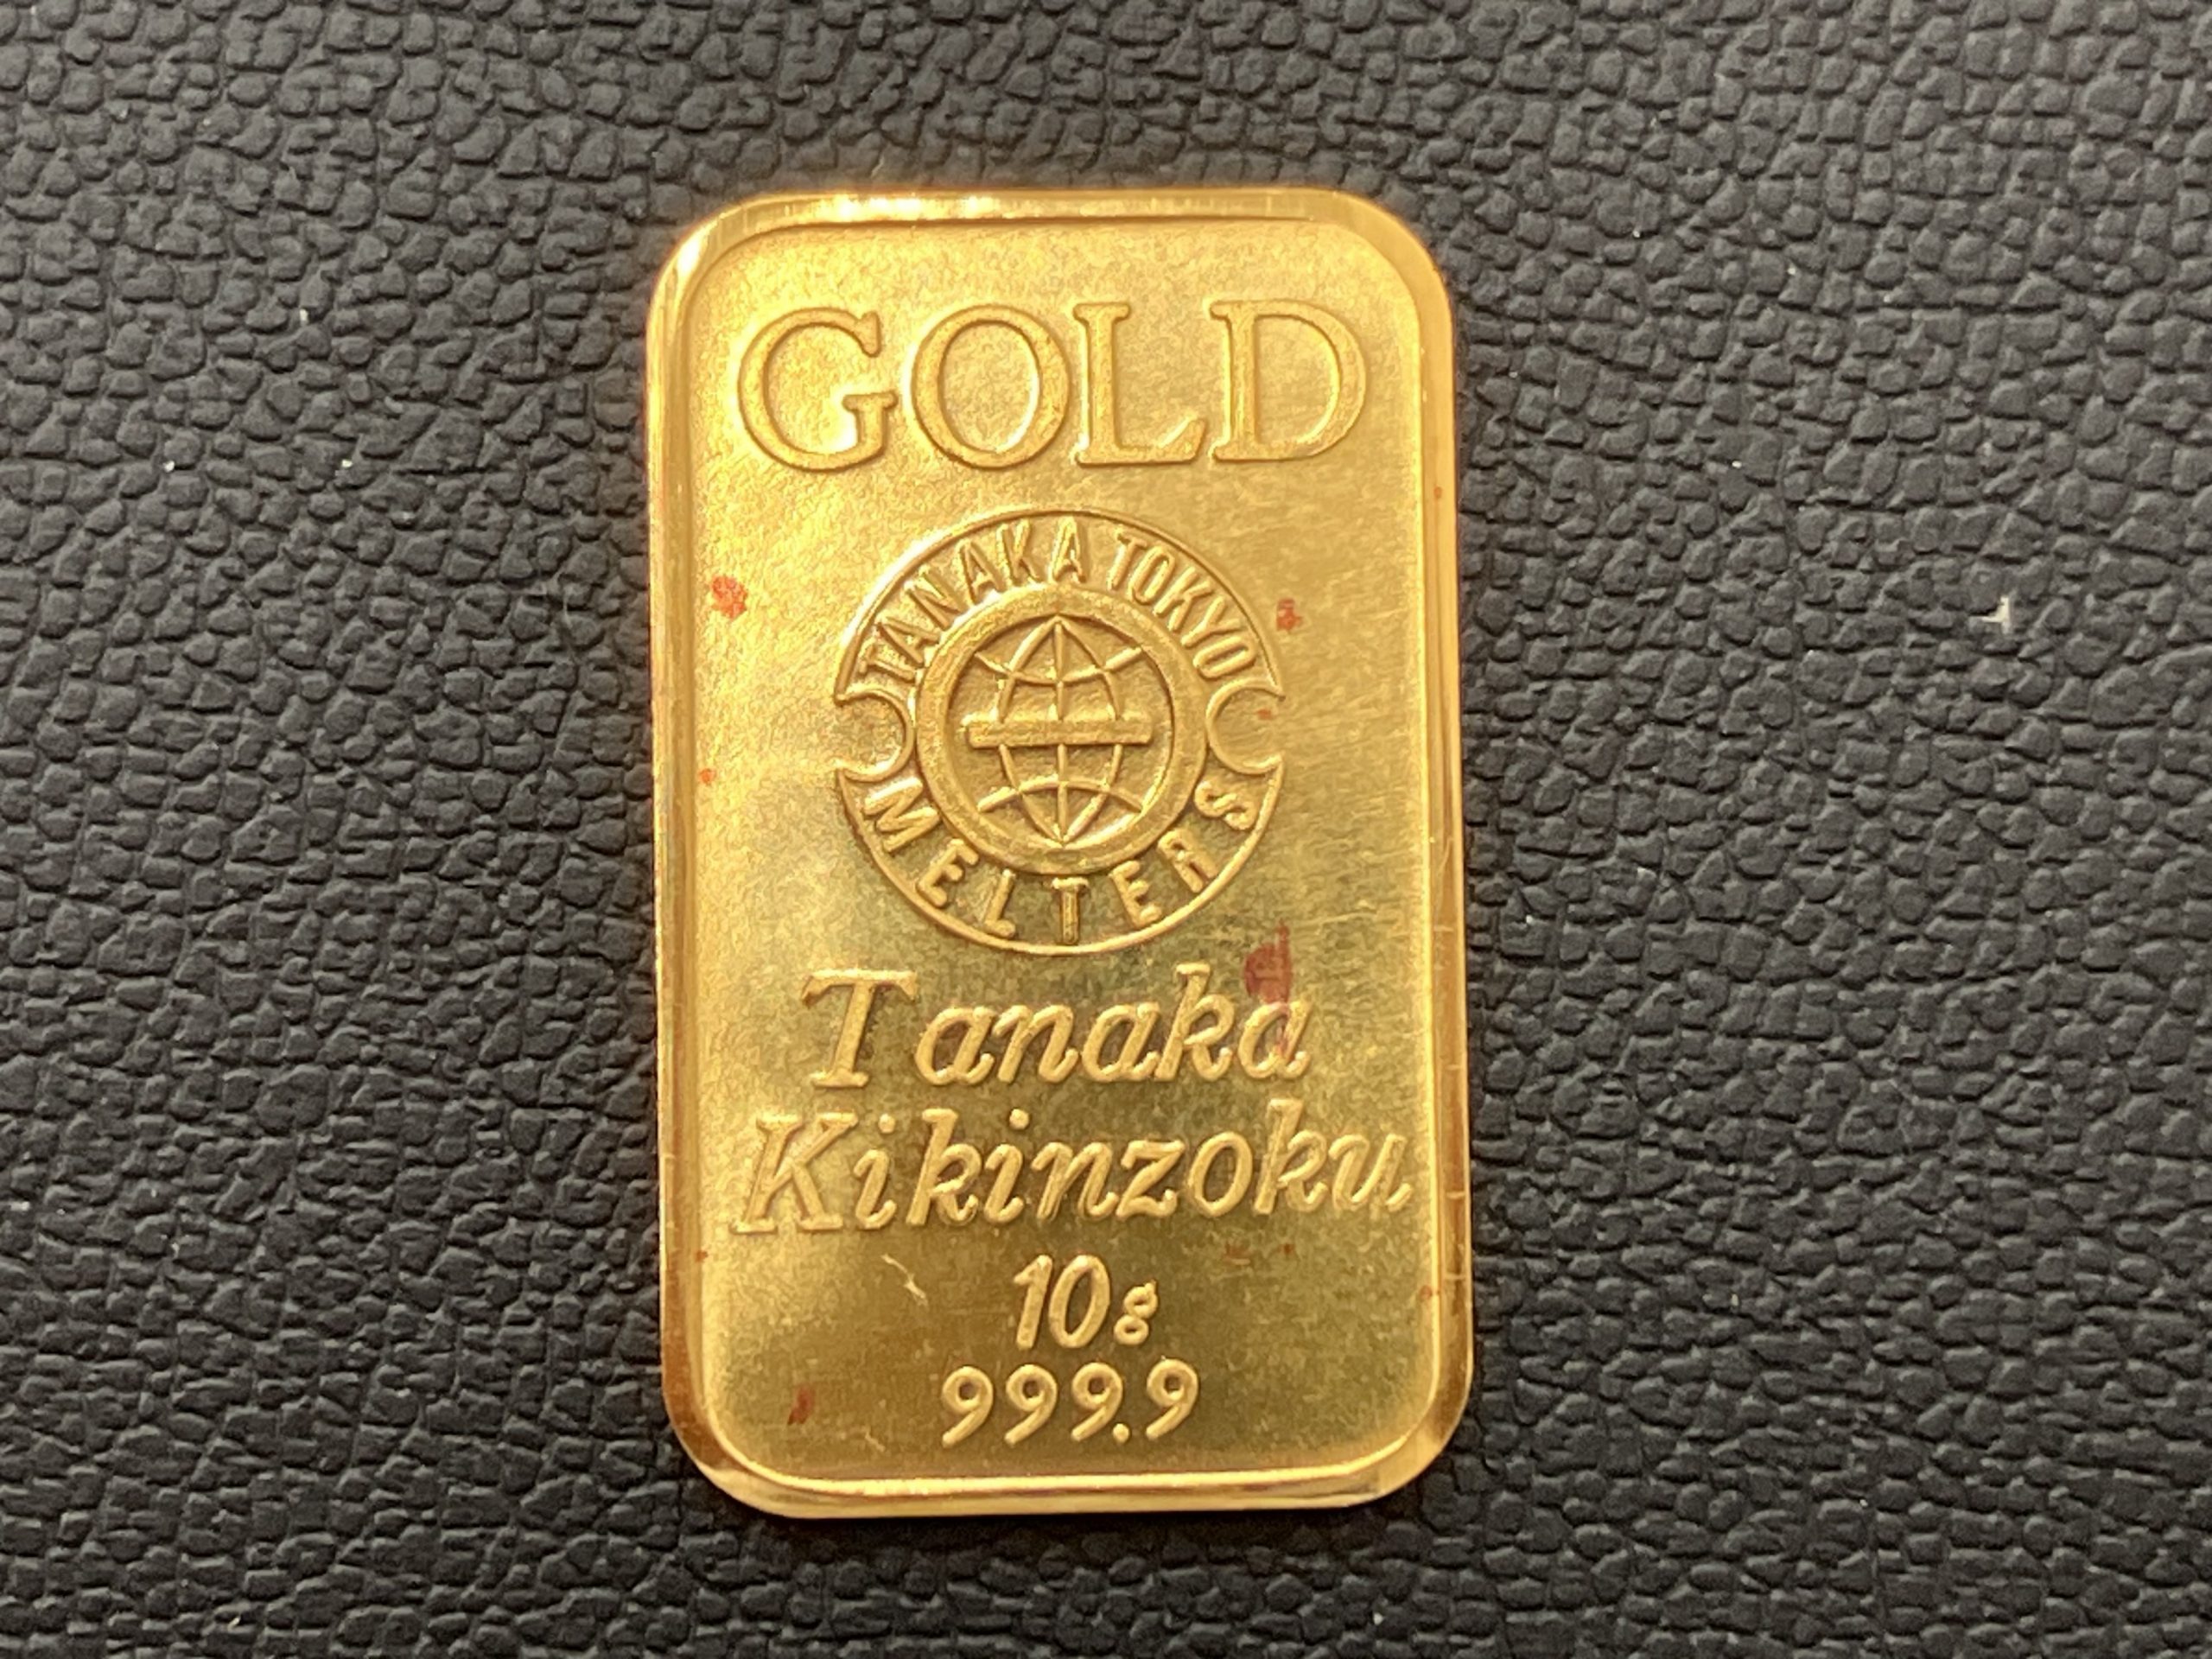 GOLD
TANAKA TOKYO
MELTERS
Tanaka
Kikinzoku
10g
999.9